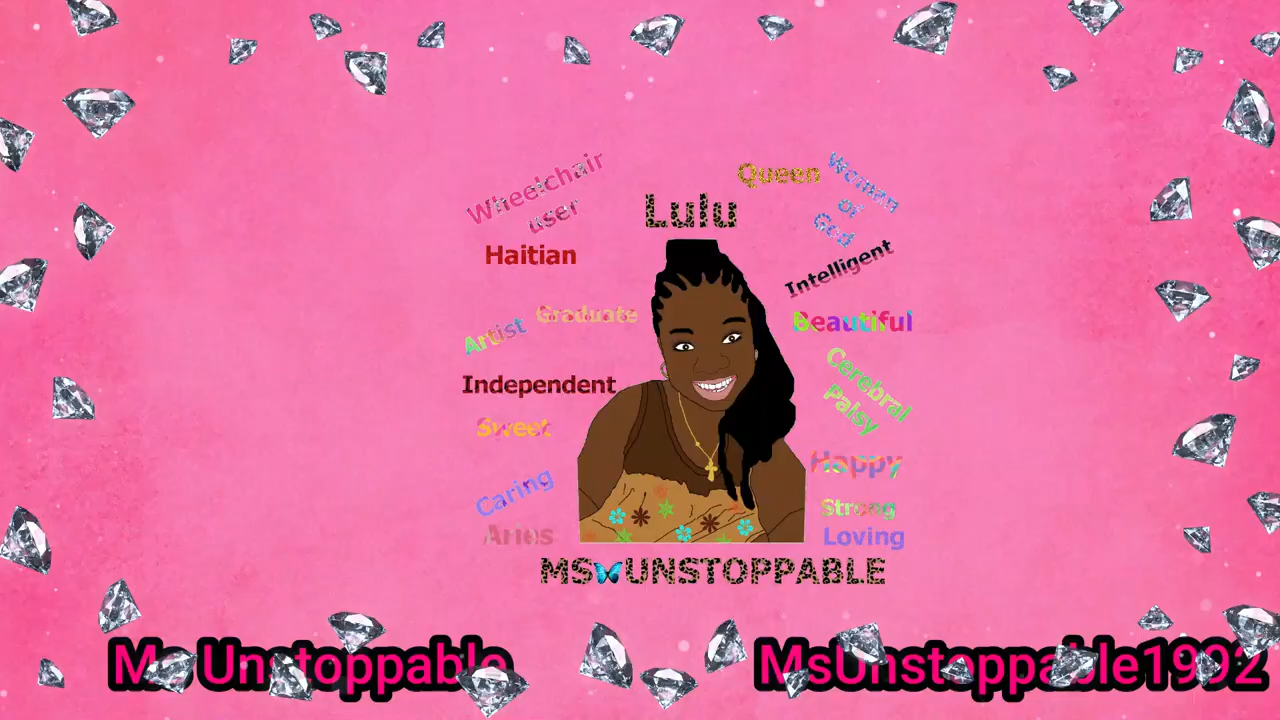 Wheelchair
user
Haitian
Graduate
Artist
Independent
Sweet
Caring
Aries
Lulu
Queen
Woman
of
God
Intelligent
Beautiful
Cerebral
Palsy
Happy
Strong
Loving
MS🦋UNSTOPPABLE
Ms Unstoppable
MsUnstoppable1992